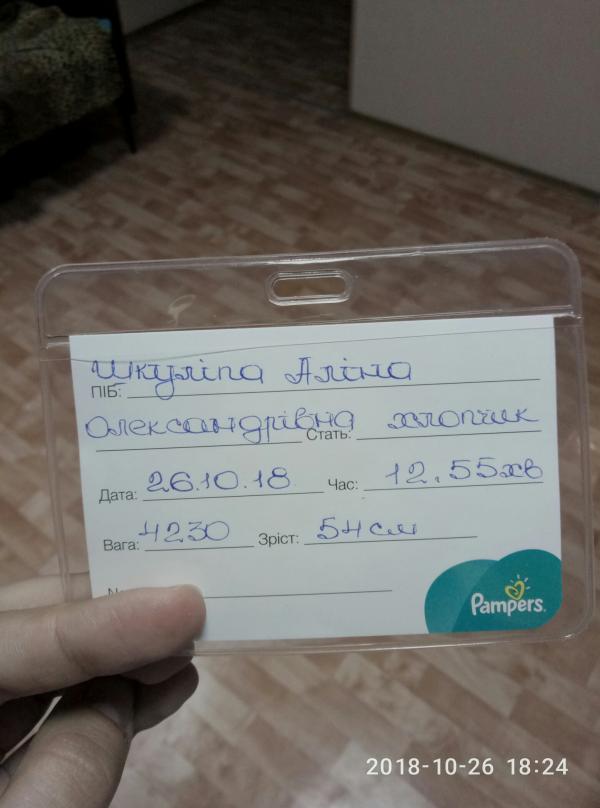 Шкуліпа Аліна
ПІБ:
Олександрівна Стать: хлопчик
Дата: 26.10.18 Час: 12.55хв
Вага: 4230 Зріст: 54см
Pampers.
2018-10-26 18:24